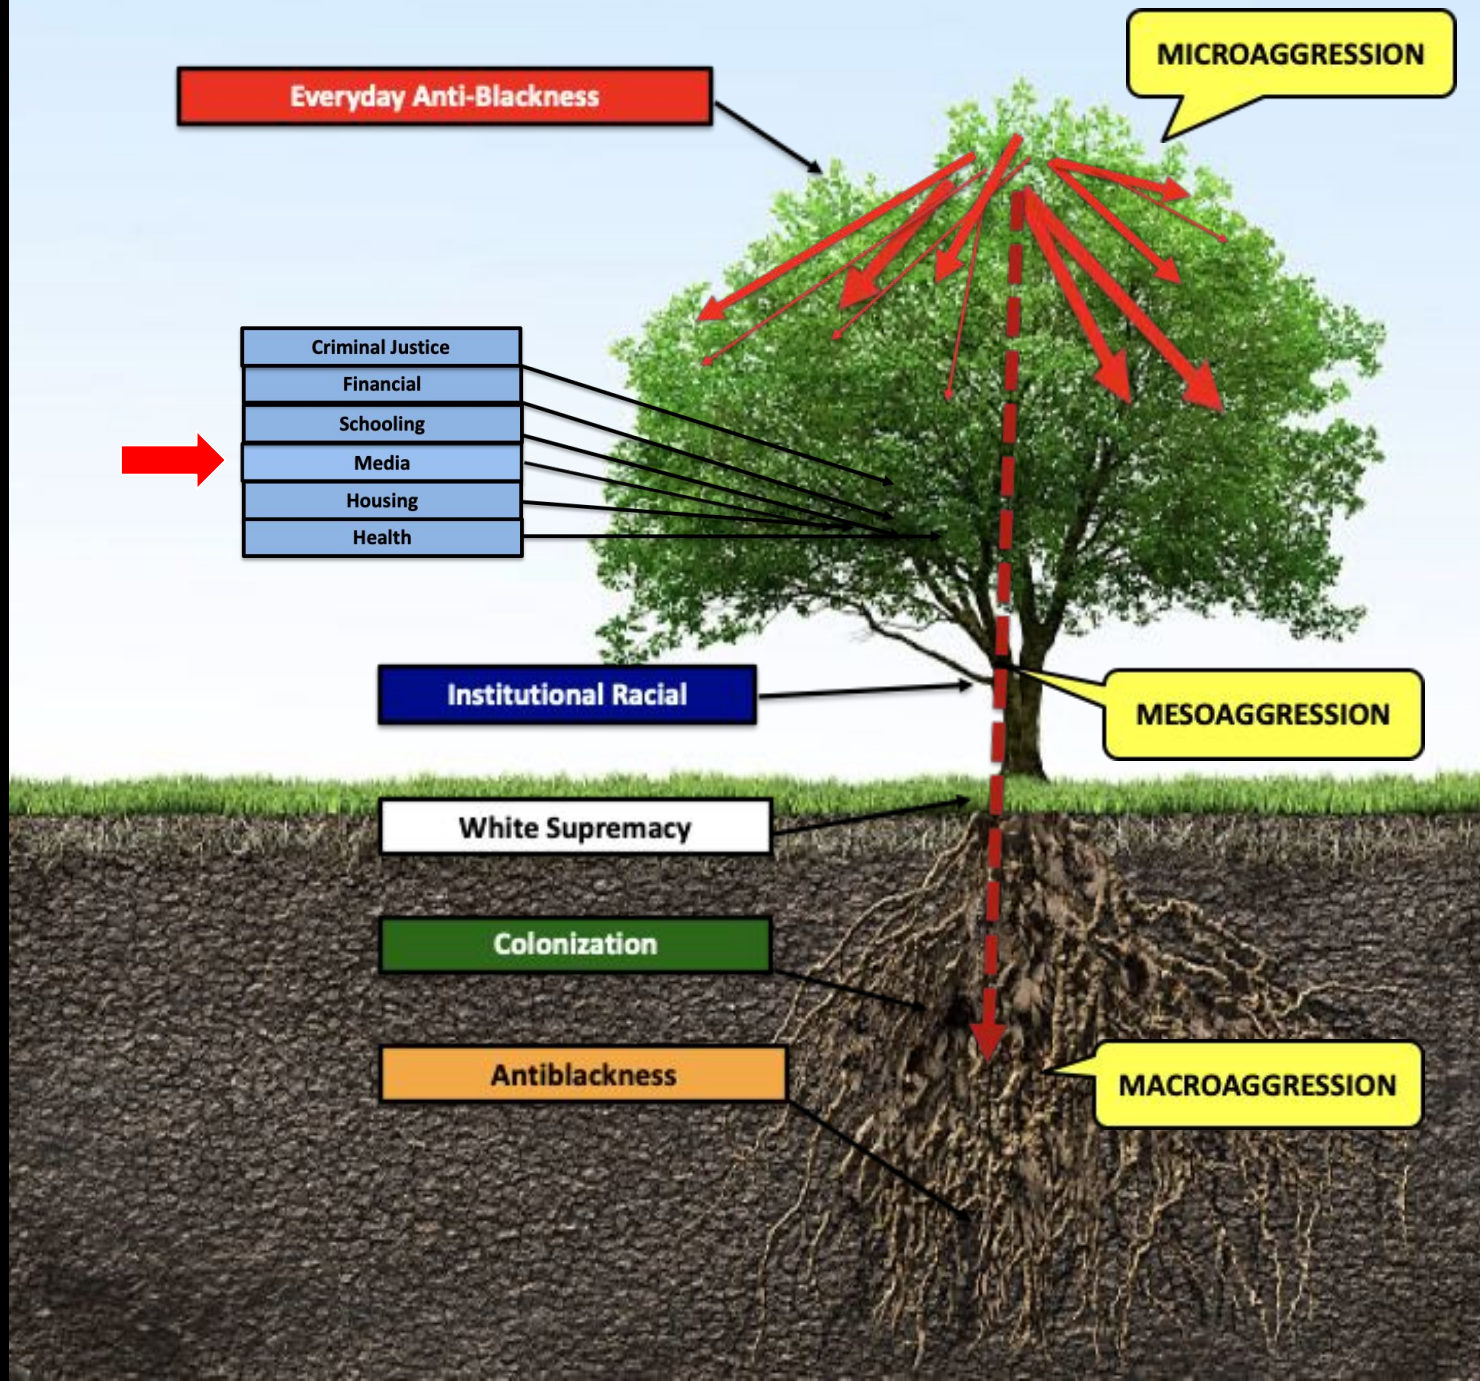 MICROAGGRESSION
Everyday Anti-Blackness
Criminal Justice
Financial
Schooling
Media
Housing
Health
Institutional Racial
MESOAGGRESSION
White Supremacy
Colonization
Antiblackness
MACROAGGRESSION